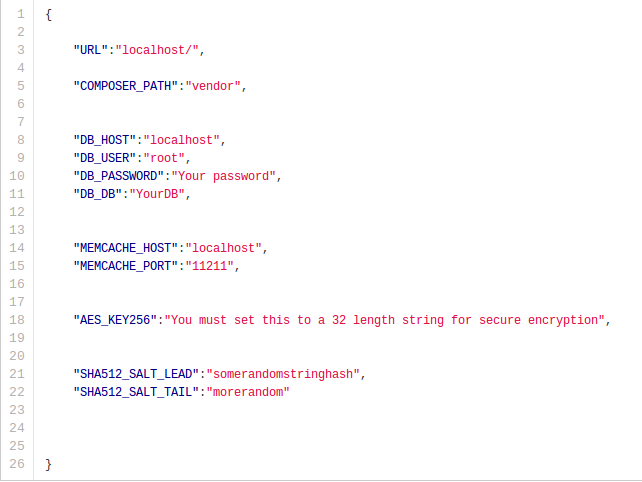 1 {
2
3 "URL":"localhost/",
4
5 "COMPOSER_PATH":"vendor",
6
7
8 "DB_HOST":"localhost",
9 "DB_USER":"root",
10 "DB_PASSWORD":"Your password",
11 "DB_DB":"YourDB",
12
13
14 "MEMCACHE_HOST":"localhost",
15 "MEMCACHE_PORT":"11211",
16
17
18 "AES_KEY256":"You must set this to a 32 length string for secure encryption",
19
20
21 "SHA512_SALT_LEAD":"somerandomstringhash",
22 "SHA512_SALT_TAIL":"morerandom"
23
24
25
26 }